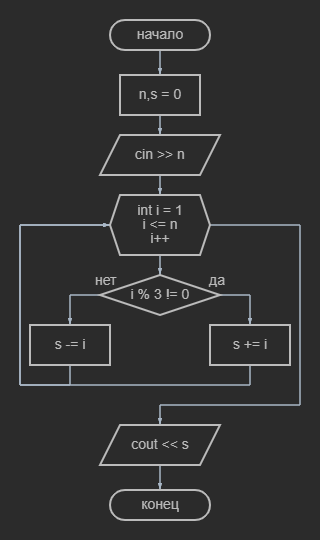 начало
n,s = 0
cin >> n
int i = 1
i <= n
i++
нет
да
i % 3 != 0
s -= i
s += i
cout << s
конец